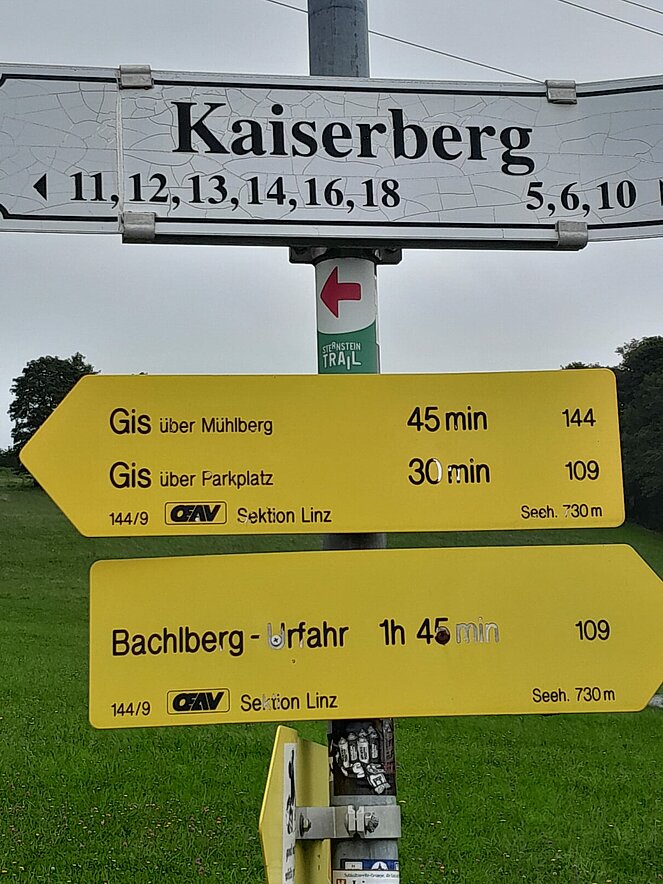 Kaiserberg
11, 12, 13, 14, 16, 18 5, 6, 10
STERNSTEIN
TRAIL
Gis über Mühlberg 45 min 144
Gis über Parkplatz 30 min 109
144/9 OEAV Sektion Linz Seeh. 730 m
Bachlberg - Urfahr 1h 45 min 109
144/9 OEAV Sektion Linz Seeh. 730 m